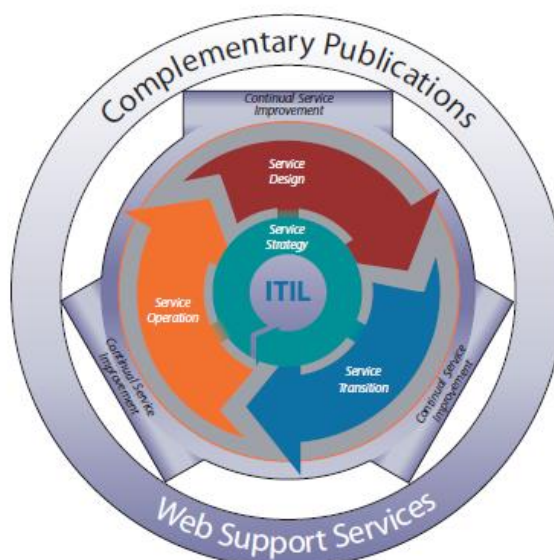 Complementary Publications
Continual Service
Improvement
Service
Design
Service
Strategy
ITIL
Service
Operation
Service
Transition
Continual Service
Improvement
Continual Service
Improvement
Web Support Services